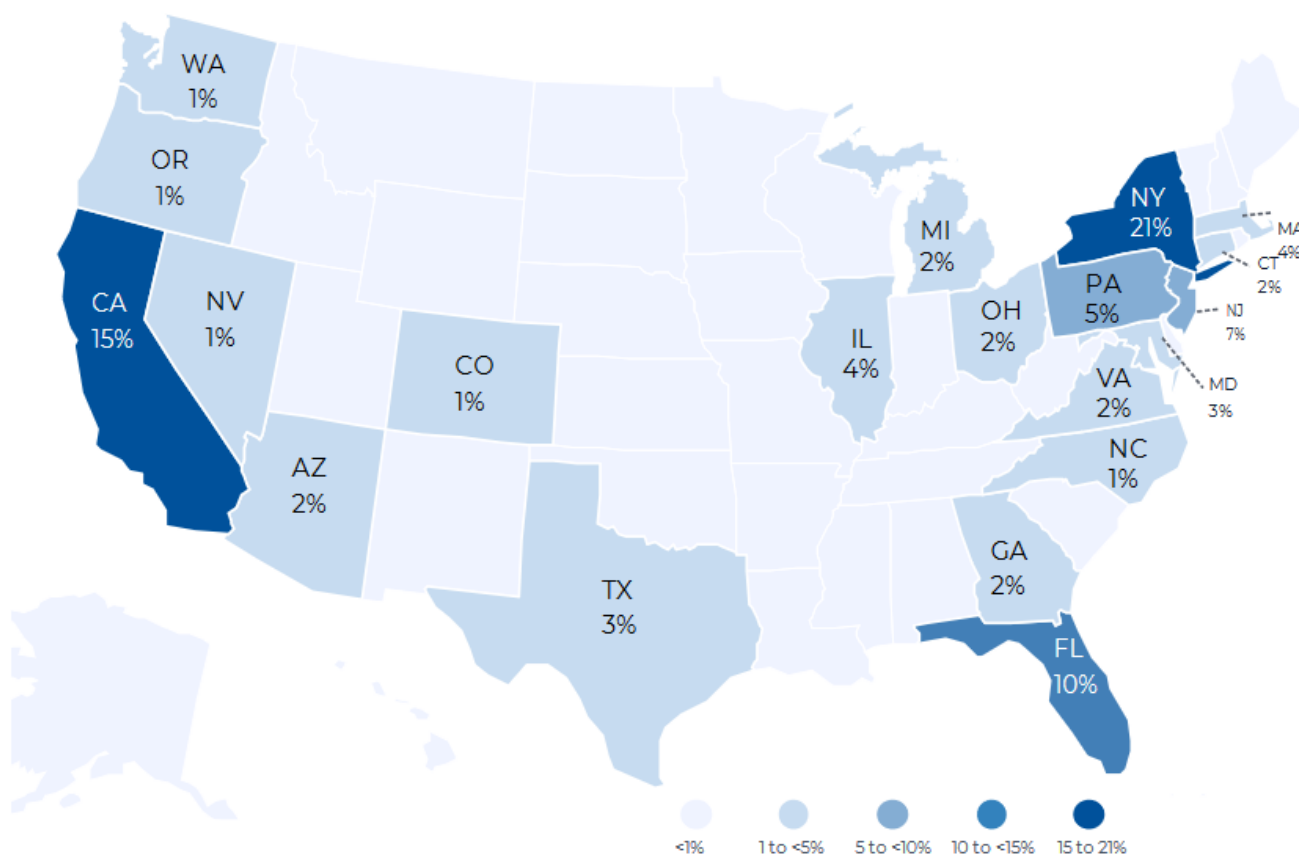 WA
1%
OR
1%
CA
15%
NV
1%
CO
1%
AZ
2%
TX
3%
MI
2%
IL
4%
OH
2%
NY
21%
PA
5%
MA
4%
CT
2%
NJ
7%
MD
3%
VA
2%
NC
1%
GA
2%
FL
10%
<1%
1 to <5%
5 to <10%
10 to <15%
15 to 21%